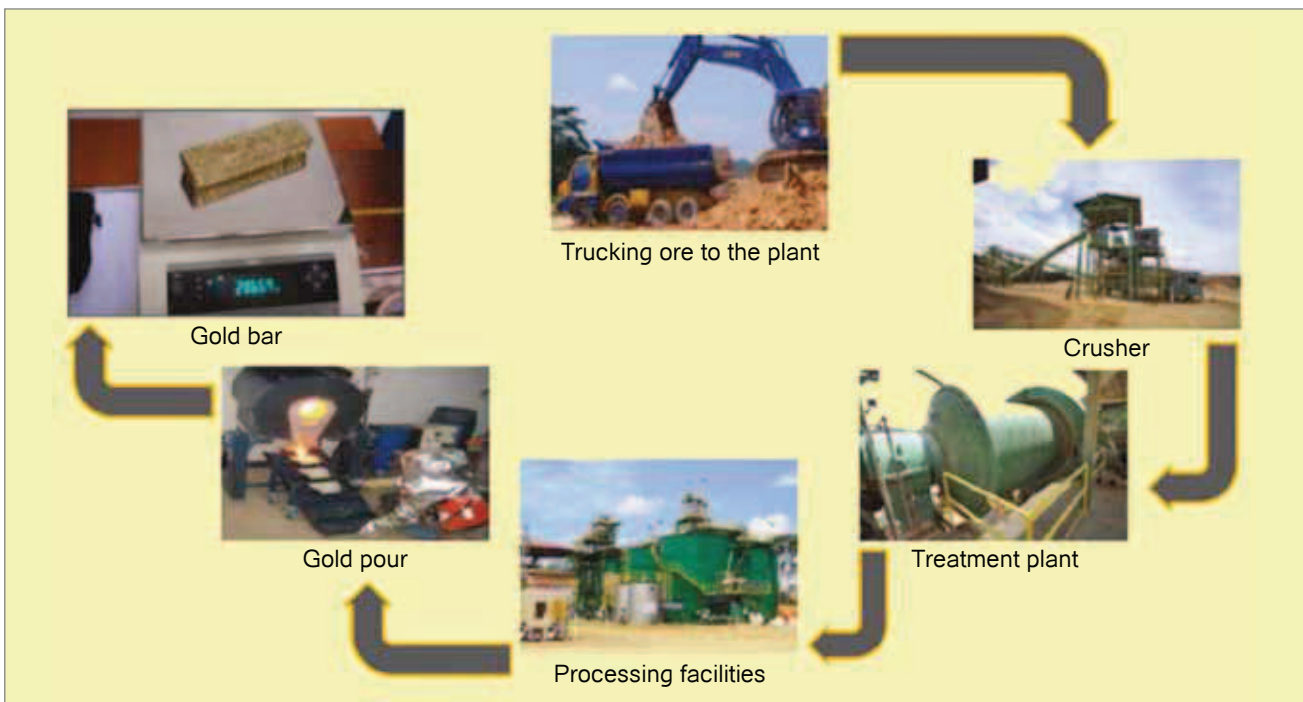 Trucking ore to the plant
Crusher
Treatment plant
Processing facilities
Gold pour
Gold bar